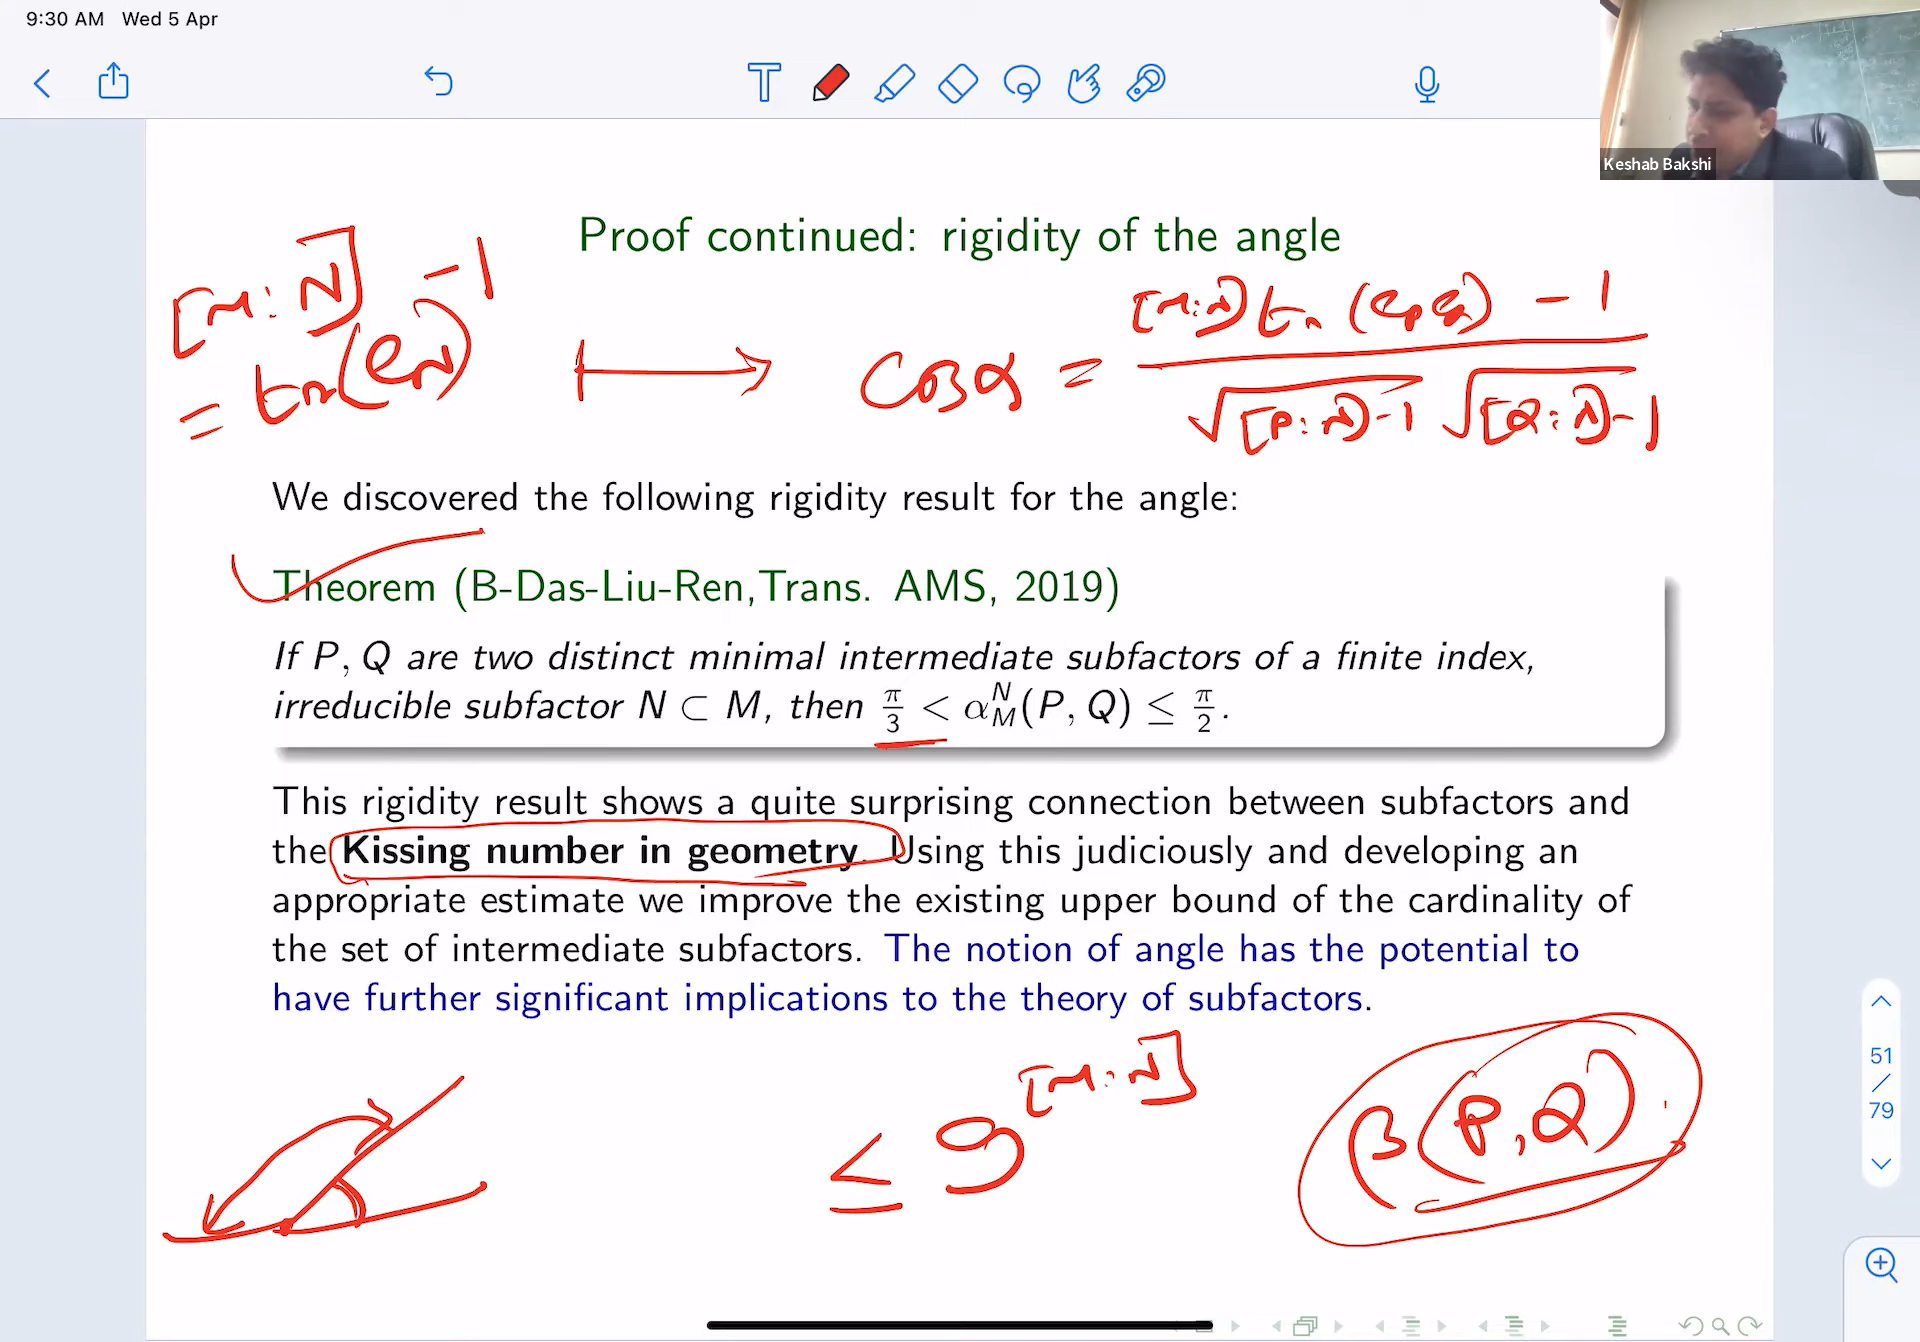 9:30 AM Wed 5 Apr
Keshab Bakshi
Proof continued: rigidity of the angle
[M:N]^{-1}
= tr(e_N)
cos α = [M:N] tr (e_P e_Q) - 1
√[P:N]-1 √[Q:N]-1
We discovered the following rigidity result for the angle:
Theorem (B-Das-Liu-Ren,Trans. AMS, 2019)
If P, Q are two distinct minimal intermediate subfactors of a finite index,
irreducible subfactor N ⊂ M, then π/3 < α_M^N(P, Q) ≤ π/2.
This rigidity result shows a quite surprising connection between subfactors and
the Kissing number in geometry. Using this judiciously and developing an
appropriate estimate we improve the existing upper bound of the cardinality of
the set of intermediate subfactors. The notion of angle has the potential to
have further significant implications to the theory of subfactors.
≤ 9^{[M:N]}
β(P,Q)
51
/
79